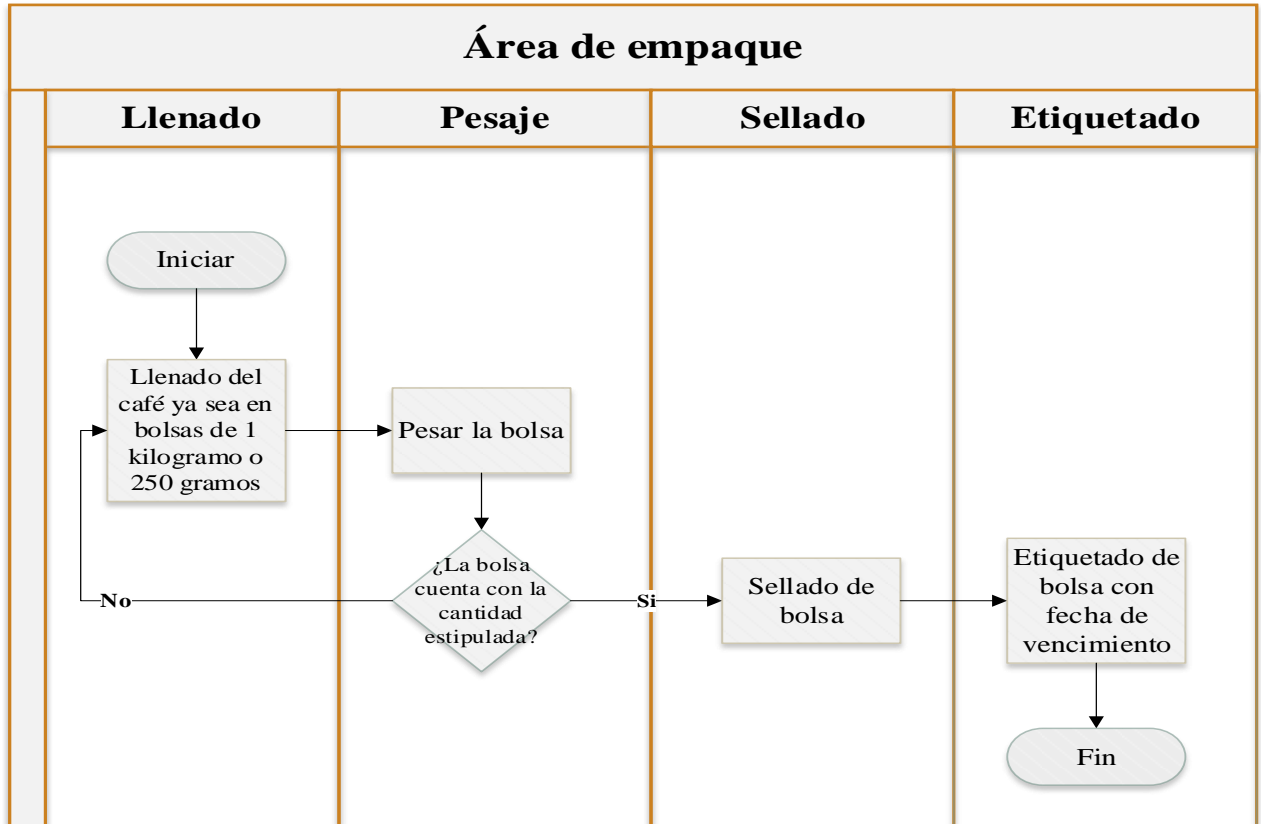 Área de empaque
Llenado
Pesaje
Sellado
Etiquetado
Iniciar
Llenado del
café ya sea en
bolsas de 1
kilogramo o
250 gramos
Pesar la bolsa
¿La bolsa
cuenta con la
cantidad
estipulada?
No
Si
Sellado de
bolsa
Etiquetado de
bolsa con
fecha de
vencimiento
Fin